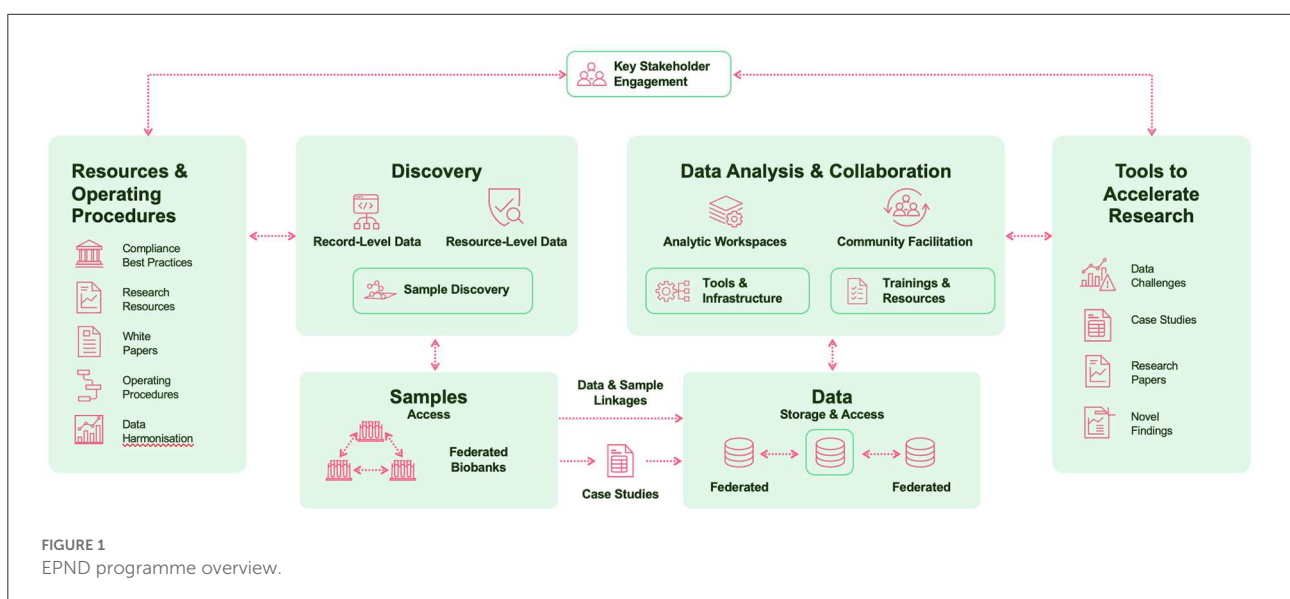 Key Stakeholder
Engagement
Resources &
Operating
Procedures
Compliance
Best Practices
Research
Resources
White
Papers
Operating
Procedures
Data
Harmonisation
Discovery
Record-Level Data
Resource-Level Data
Sample Discovery
Data Analysis & Collaboration
Analytic Workspaces
Community Facilitation
Tools &
Infrastructure
Trainings &
Resources
Tools to
Accelerate
Research
Data
Challenges
Case Studies
Research
Papers
Novel
Findings
Samples
Access
Federated
Biobanks
Data & Sample
Linkages
Case Studies
Data
Storage & Access
Federated
Federated
FIGURE 1
EPND programme overview.